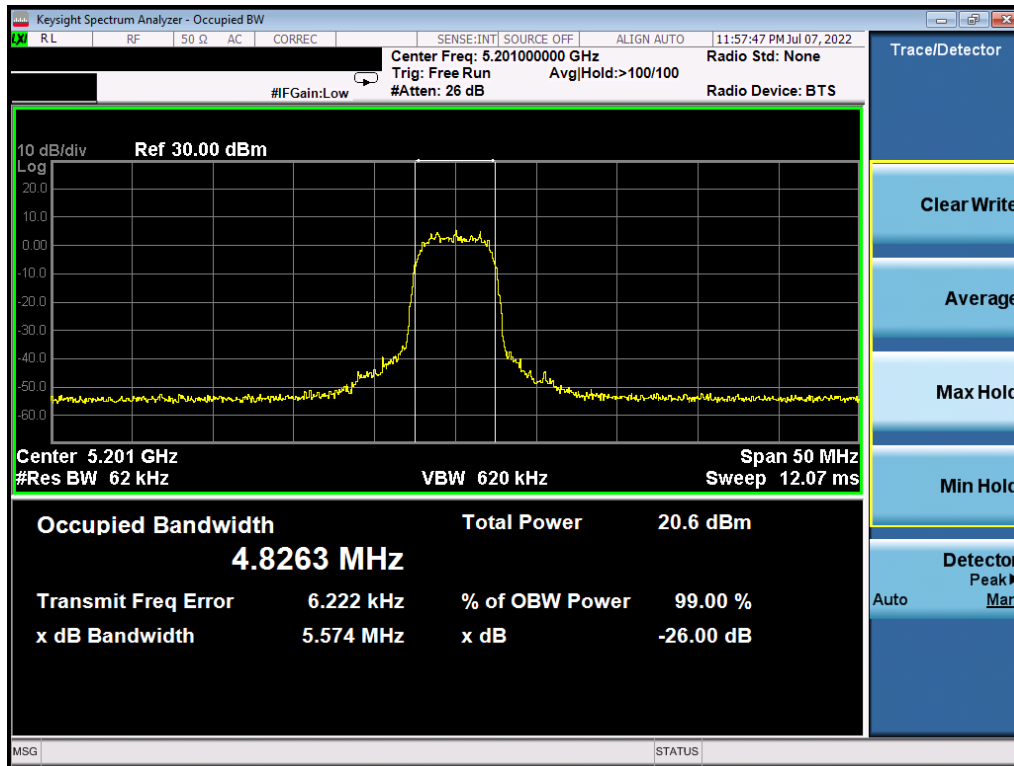 Keysight Spectrum Analyzer - Occupied BW
LXI RL RF 50 Ω AC CORREC SENSE:INT SOURCE OFF ALIGN AUTO 11:57:47 PM Jul 07, 2022
Center Freq: 5.201000000 GHz Radio Std: None
Trig: Free Run Avg|Hold:>100/100
#IFGain:Low #Atten: 26 dB Radio Device: BTS
10 dB/div Ref 30.00 dBm
Log
20.0
10.0
0.00
-10.0
-20.0
-30.0
-40.0
-50.0
-60.0
Center 5.201 GHz Span 50 MHz
#Res BW 62 kHz VBW 620 kHz Sweep 12.07 ms
Occupied Bandwidth Total Power 20.6 dBm
4.8263 MHz
Transmit Freq Error 6.222 kHz % of OBW Power 99.00 %
x dB Bandwidth 5.574 MHz x dB -26.00 dB
MSG STATUS
Trace/Detector
Clear Write
Average
Max Hold
Min Hold
Detector
Peak
Auto Man